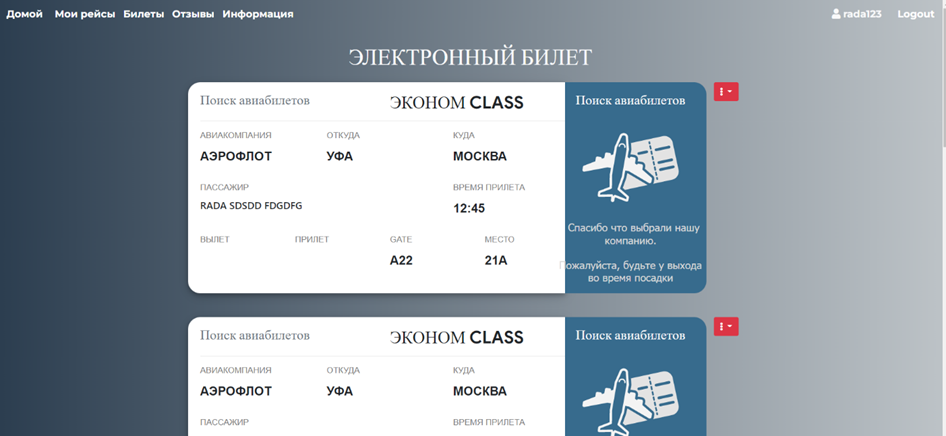 Домой Мои рейсы Билеты Отзывы Информация rada123 Logout
ЭЛЕКТРОННЫЙ БИЛЕТ
Поиск авиабилетов ЭКОНОМ CLASS Поиск авиабилетов
АВИАКОМПАНИЯ ОТКУДА КУДА
АЭРОФЛОТ УФА МОСКВА
ПАССАЖИР ВРЕМЯ ПРИЛЕТА
RADA SDSDD FDGDFG 12:45
ВЫЛЕТ ПРИЛЕТ GATE МЕСТО
A22 21A
Спасибо что выбрали нашу
компанию.
Пожалуйста, будьте у выхода
во время посадки
Поиск авиабилетов ЭКОНОМ CLASS Поиск авиабилетов
АВИАКОМПАНИЯ ОТКУДА КУДА
АЭРОФЛОТ УФА МОСКВА
ПАССАЖИР ВРЕМЯ ПРИЛЕТА